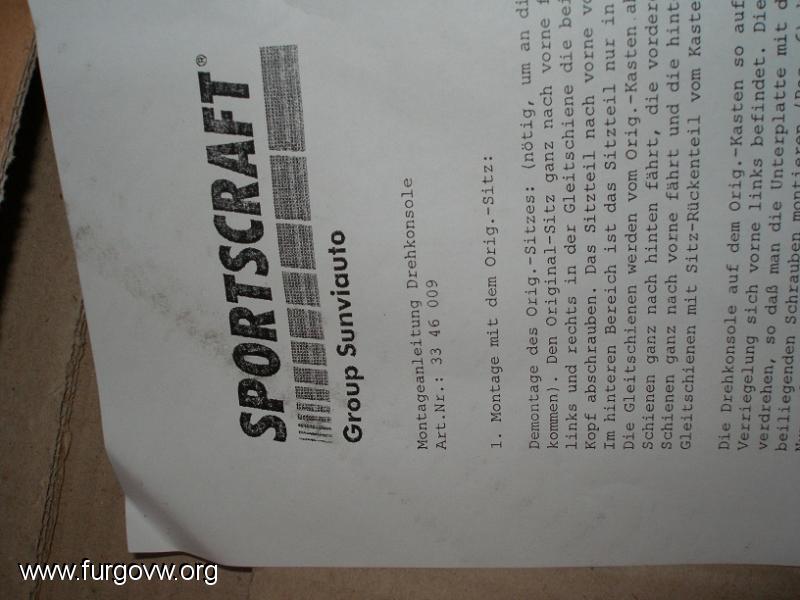 SPORTSCRAFT®
Group Sunviauto
Montageanleitung Drehkonsole
Art.Nr.: 33 46 009
1. Montage mit dem Orig.-Sitz:
Demontage des Orig.-Sitzes: (nötig, um an di
kommen). Den Original-Sitz ganz nach vorne f
links und rechts in der Gleitschiene die bei
Kopf abschrauben. Das Sitzteil nach vorne vo
Im hinteren Bereich ist das Sitzteil nur in
Die Gleitschienen werden vom Orig.-Kasten ab
Schienen ganz nach hinten fährt, die vordere
Schienen ganz nach vorne fährt und die hint
Gleitschienen mit Sitz-Rückenteil vom Kaste
Die Drehkonsole auf dem Orig.-Kasten so auf
Verriegelung sich vorne links befindet. Die
verdrehen, so daß man die Unterplatte mit d
beiliegenden Schrauben montieren
www.furgovw.org